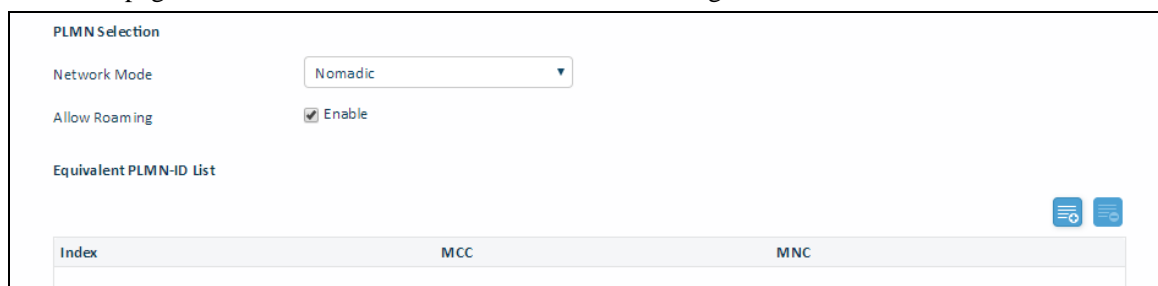 PLMN Selection
Network Mode Nomadic
Allow Roaming Enable
Equivalent PLMN-ID List
Index MCC MNC